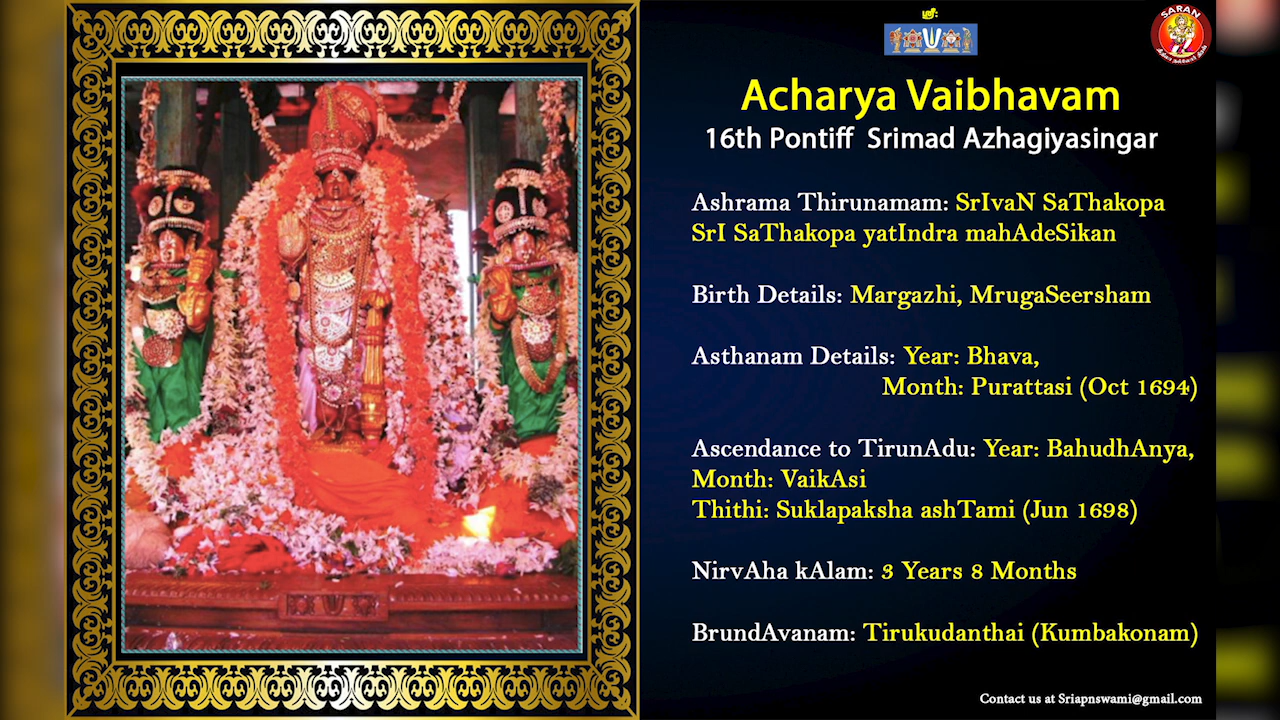 ஸ்ரீ:
SARAN
Acharya Vaibhavam
16th Pontiff Srimad Azhagiyasingar
Ashrama Thirunamam: SrIvaN SaThakopa
SrI SaThakopa yatIndra mahAdeSikan
Birth Details: Margazhi, MrugaSeersham
Asthanam Details: Year: Bhava,
Month: Purattasi (Oct 1694)
Ascendance to TirunAdu: Year: BahudhAnya,
Month: VaikAsi
Thithi: Suklapaksha ashTami (Jun 1698)
NirvAha kAlam: 3 Years 8 Months
BrundAvanam: Tirukudanthai (Kumbakonam)
Contact us at Sriapnswami@gmail.com